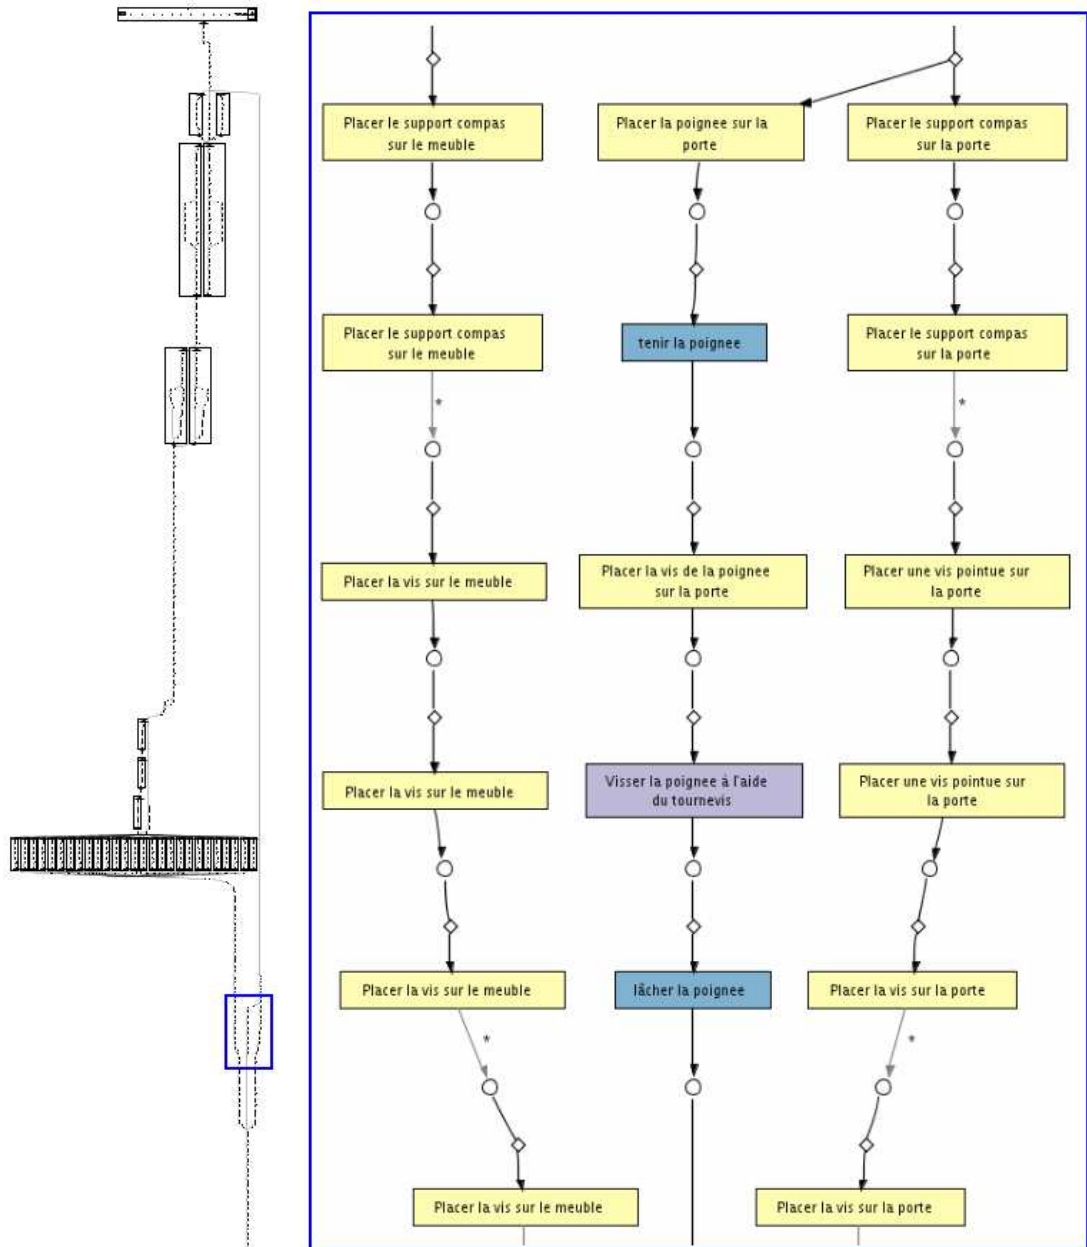 Placer le support compas
sur le meuble
Placer la poignee sur la
porte
Placer le support compas
sur la porte
Placer le support compas
sur le meuble
tenir la poignee
Placer le support compas
sur la porte
*
*
Placer la vis sur le meuble
Placer la vis de la poignee
sur la porte
Placer une vis pointue sur
la porte
Placer la vis sur le meuble
Visser la poignee à l'aide
du tournevis
Placer une vis pointue sur
la porte
Placer la vis sur le meuble
lâcher la poignee
Placer la vis sur la porte
*
*
Placer la vis sur le meuble
Placer la vis sur la porte